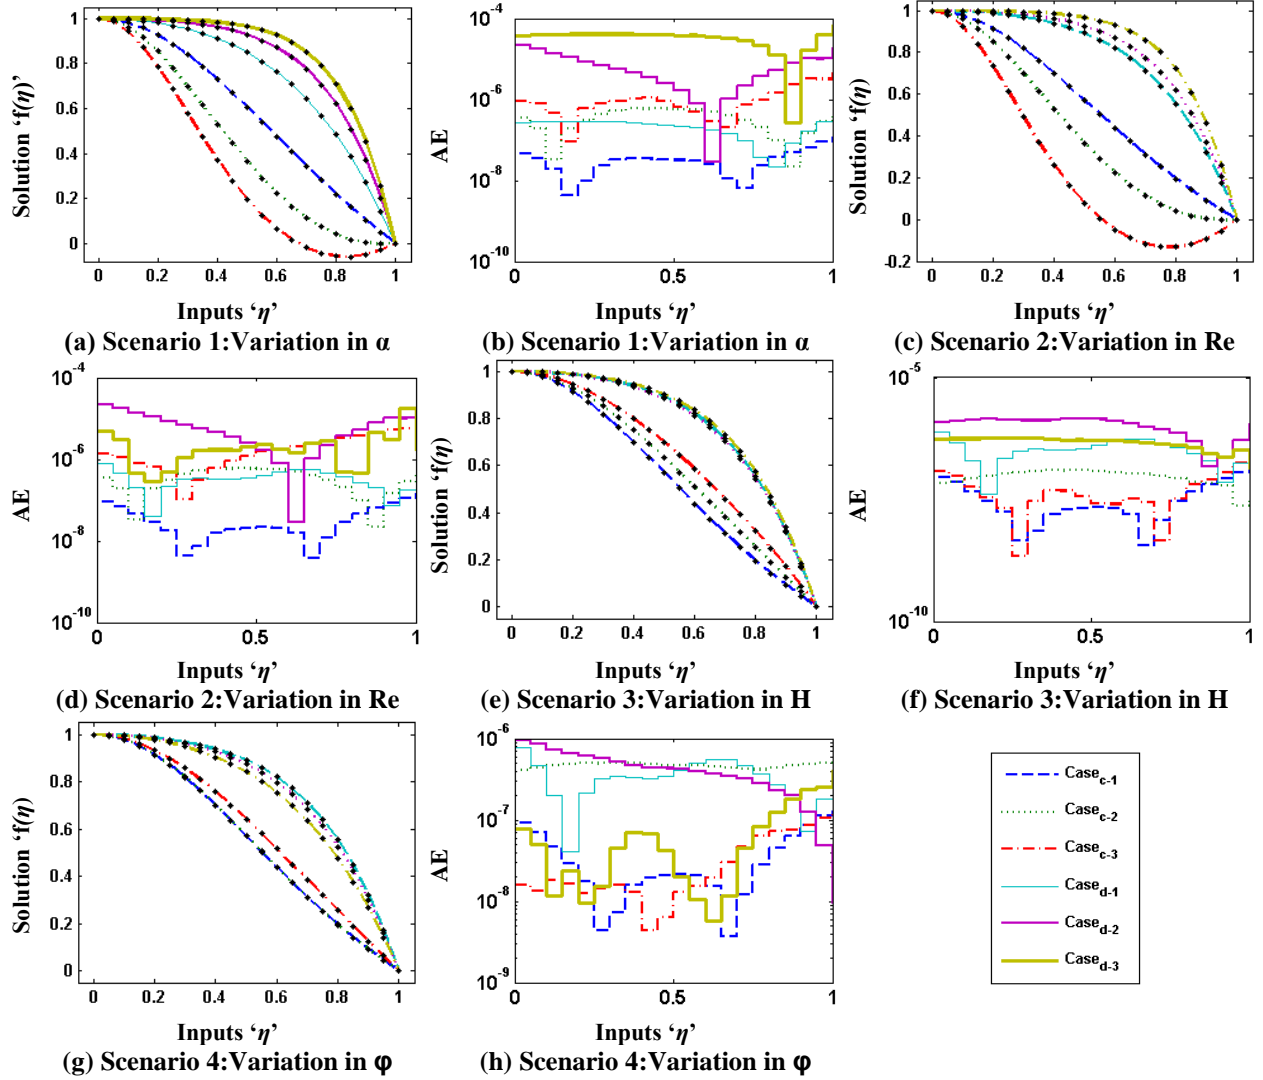 Solution ‘f(η)’
1
0.8
0.6
0.4
0.2
0
0
0.2
0.4
0.6
0.8
1
Inputs ‘η’
(a) Scenario 1:Variation in α
AE
10-4
10-6
10-8
10-10
0
0.5
1
Inputs ‘η’
(b) Scenario 1:Variation in α
Solution ‘f(η)’
1
0.8
0.6
0.4
0.2
0
-0.2
0
0.2
0.4
0.6
0.8
1
Inputs ‘η’
(c) Scenario 2:Variation in Re
AE
10-4
10-6
10-8
10-10
0
0.5
1
Inputs ‘η’
(d) Scenario 2:Variation in Re
Solution ‘f(η)’
1
0.8
0.6
0.4
0.2
0
0
0.2
0.4
0.6
0.8
1
Inputs ‘η’
(e) Scenario 3:Variation in H
AE
10-5
10-10
0
0.5
1
Inputs ‘η’
(f) Scenario 3:Variation in H
Solution ‘f(η)’
1
0.8
0.6
0.4
0.2
0
0
0.2
0.4
0.6
0.8
1
Inputs ‘η’
(g) Scenario 4:Variation in φ
AE
10-6
10-7
10-8
10-9
0
0.5
1
Inputs ‘η’
(h) Scenario 4:Variation in φ
Casec-1
Casec-2
Casec-3
Cased-1
Cased-2
Cased-3